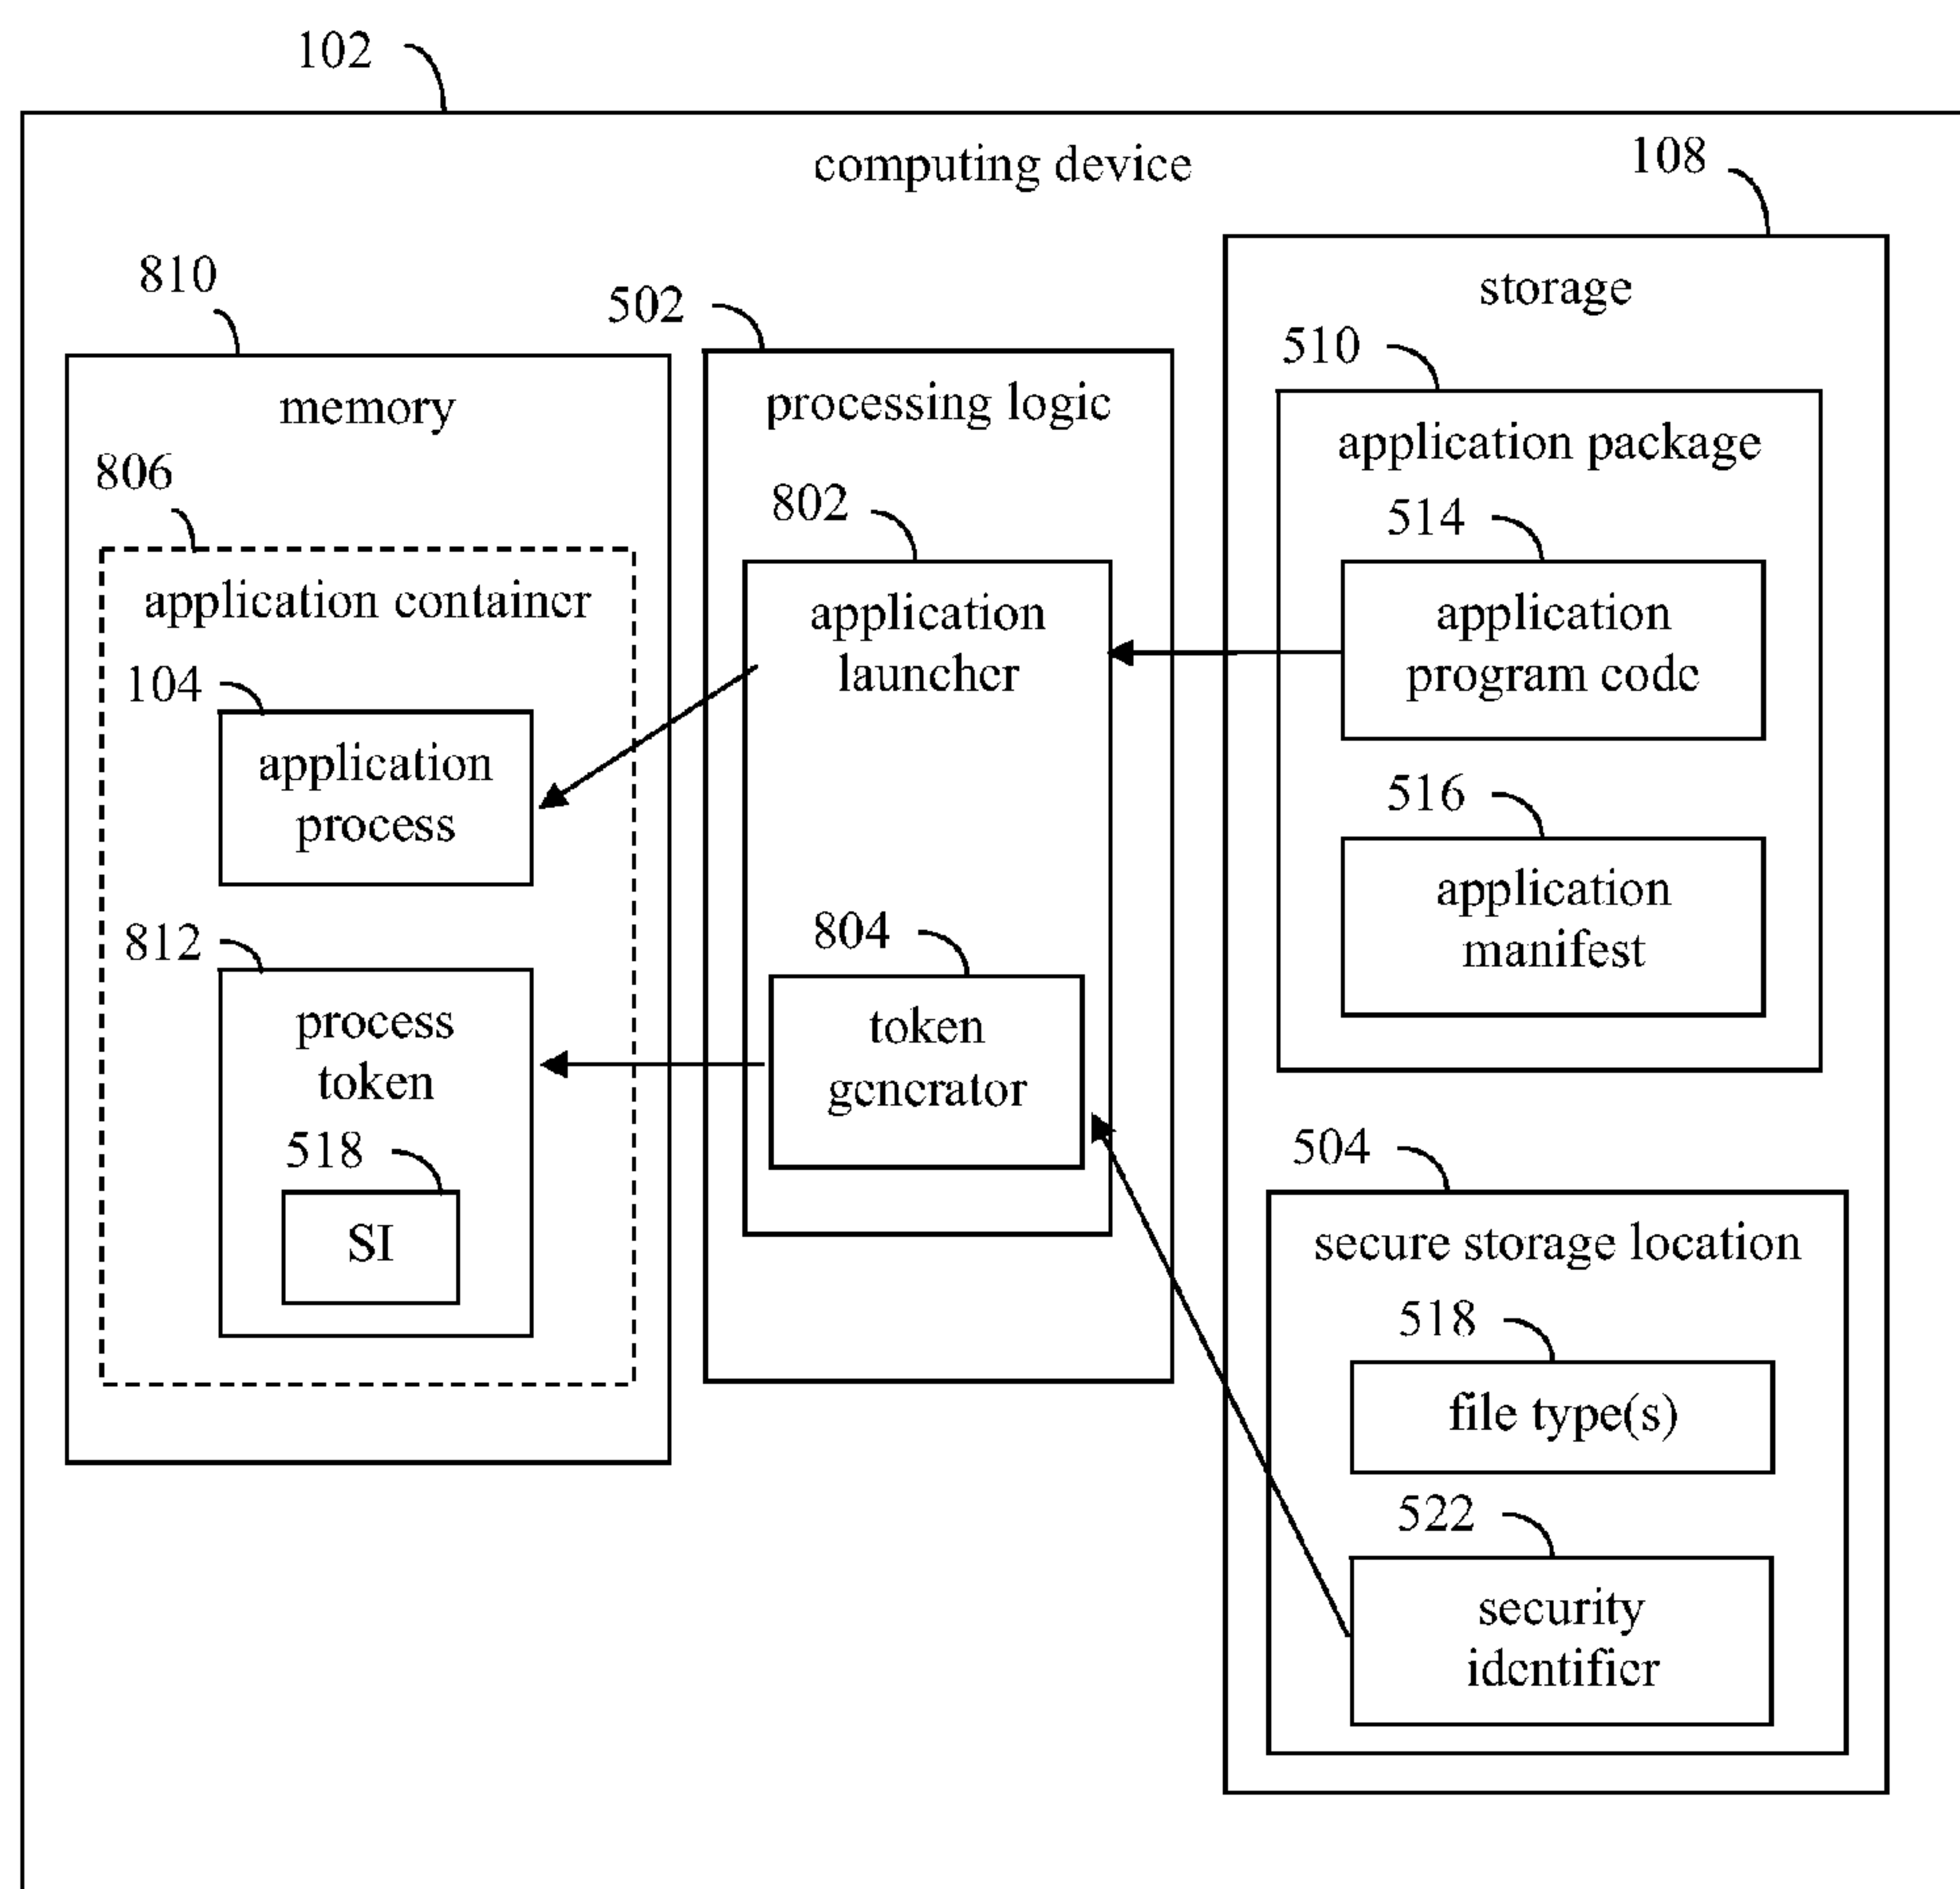 102
computing device
108
storage
810
memory
502
processing logic
510
application package
806
application container
802
application
launcher
514
application
program code
104
application
process
516
application
manifest
812
process
token
804
token
generator
518
SI
504
secure storage location
518
file type(s)
522
security
identifier